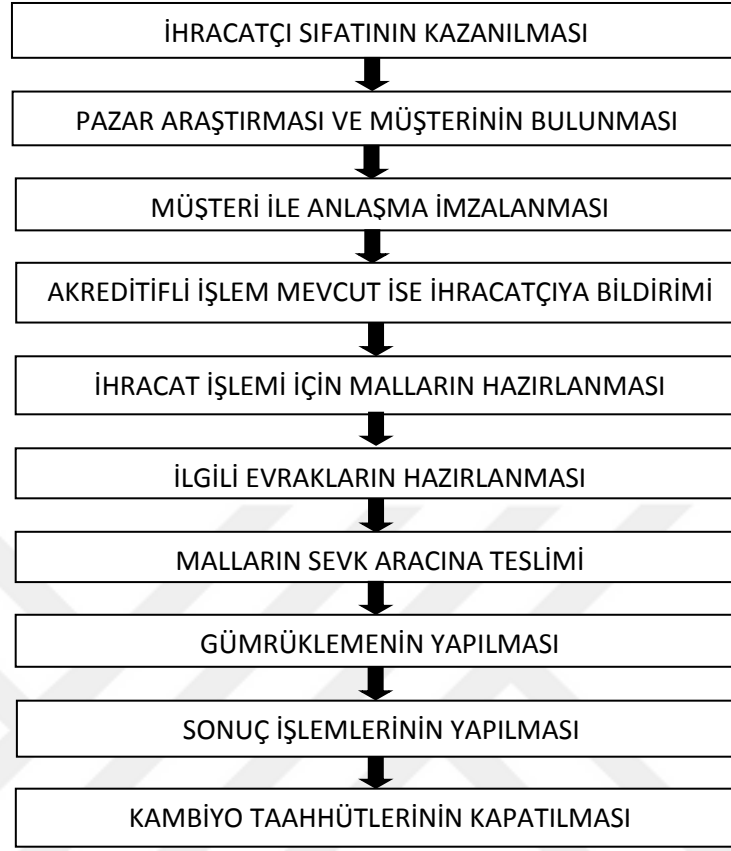 İHRACATÇI SIFATININ KAZANILMASI
PAZAR ARAŞTIRMASI VE MÜŞTERİNİN BULUNMASI
MÜŞTERİ İLE ANLAŞMA İMZALANMASI
AKREDİTİFLİ İŞLEM MEVCUT İSE İHRACATÇIYA BİLDİRİMİ
İHRACAT İŞLEMİ İÇİN MALLARIN HAZIRLANMASI
İLGİLİ EVRAKLARIN HAZIRLANMASI
MALLARIN SEVK ARACINA TESLİMİ
GÜMRÜKLEMENİN YAPILMASI
SONUÇ İŞLEMLERİNİN YAPILMASI
KAMBİYO TAAHHÜTLERİNİN KAPATILMASI